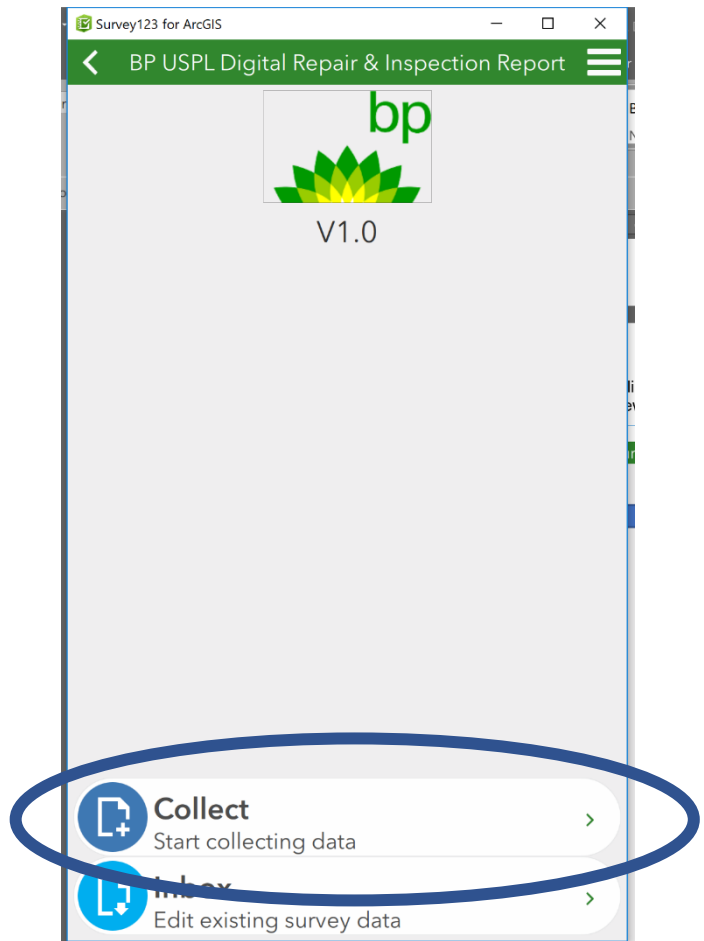 Survey123 for ArcGIS
BP USPL Digital Repair & Inspection Report
bp
V1.0
Collect
Start collecting data
Inbox
Edit existing survey data